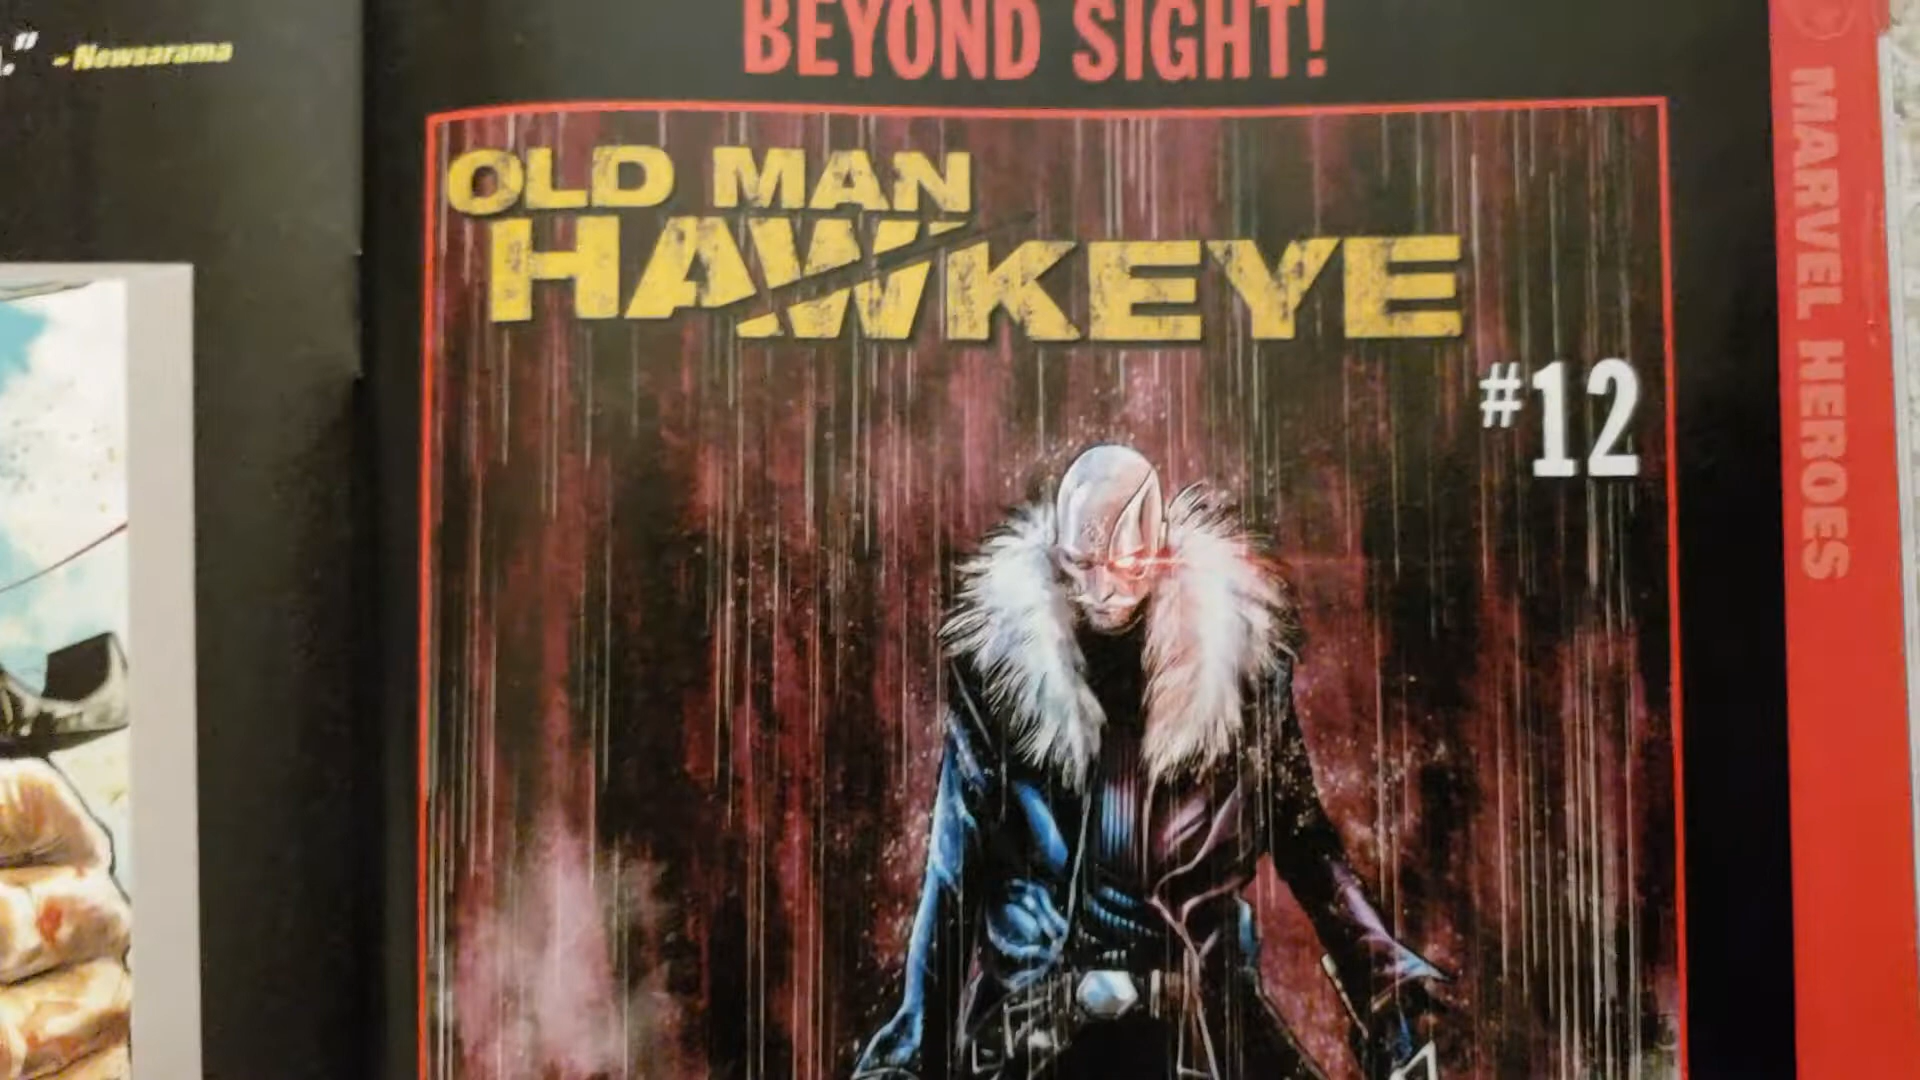 ." ~Newsarama
BEYOND SIGHT!
OLD MAN
HAWKEYE
#12
MARVEL HEROES